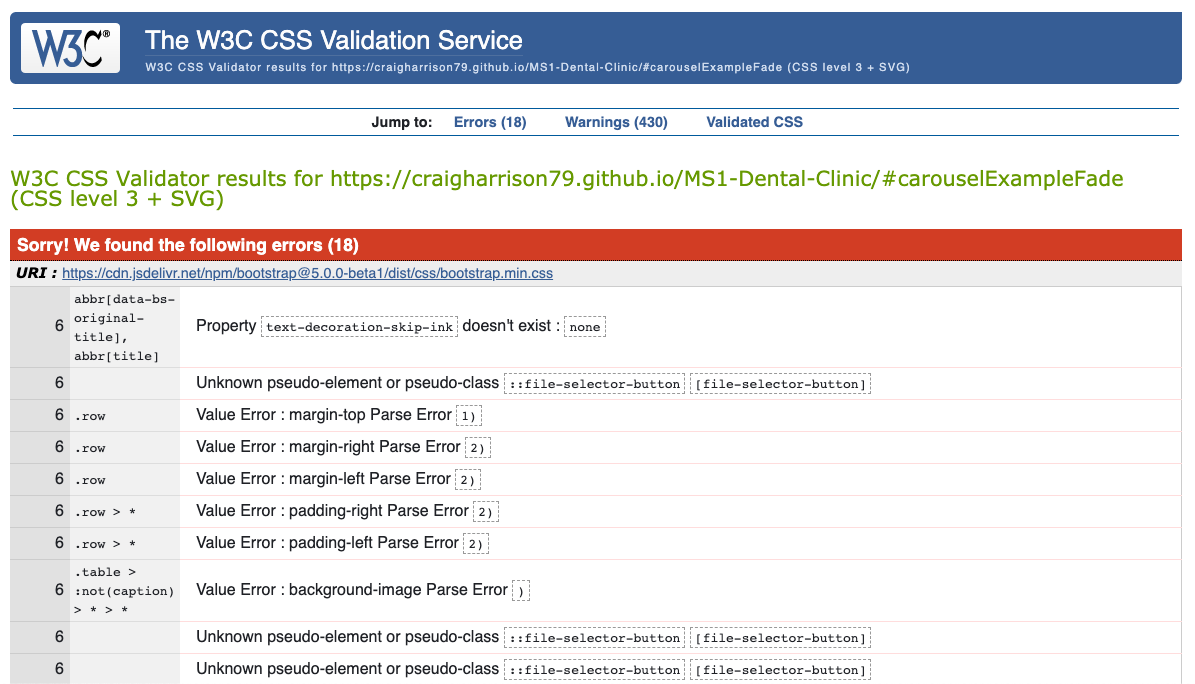 W3C®
The W3C CSS Validation Service
W3C CSS Validator results for https://craigharrison79.github.io/MS1-Dental-Clinic/#carouselExampleFade (CSS level 3 + SVG)
Jump to: Errors (18) Warnings (430) Validated CSS
W3C CSS Validator results for https://craigharrison79.github.io/MS1-Dental-Clinic/#carouselExampleFade
(CSS level 3 + SVG)
Sorry! We found the following errors (18)
URI : https://cdn.jsdelivr.net/npm/bootstrap@5.0.0-beta1/dist/css/bootstrap.min.css
6 abbr[data-bs-
original-
title],
abbr[title]
Property text-decoration-skip-ink doesn't exist : none
6 Unknown pseudo-element or pseudo-class ::file-selector-button [file-selector-button]
6 .row Value Error : margin-top Parse Error 1)
6 .row Value Error : margin-right Parse Error 2)
6 .row Value Error : margin-left Parse Error 2)
6 .row > * Value Error : padding-right Parse Error 2)
6 .row > * Value Error : padding-left Parse Error 2)
6 .table >
:not(caption)
> * > *
Value Error : background-image Parse Error )
6 Unknown pseudo-element or pseudo-class ::file-selector-button [file-selector-button]
6 Unknown pseudo-element or pseudo-class ::file-selector-button [file-selector-button]